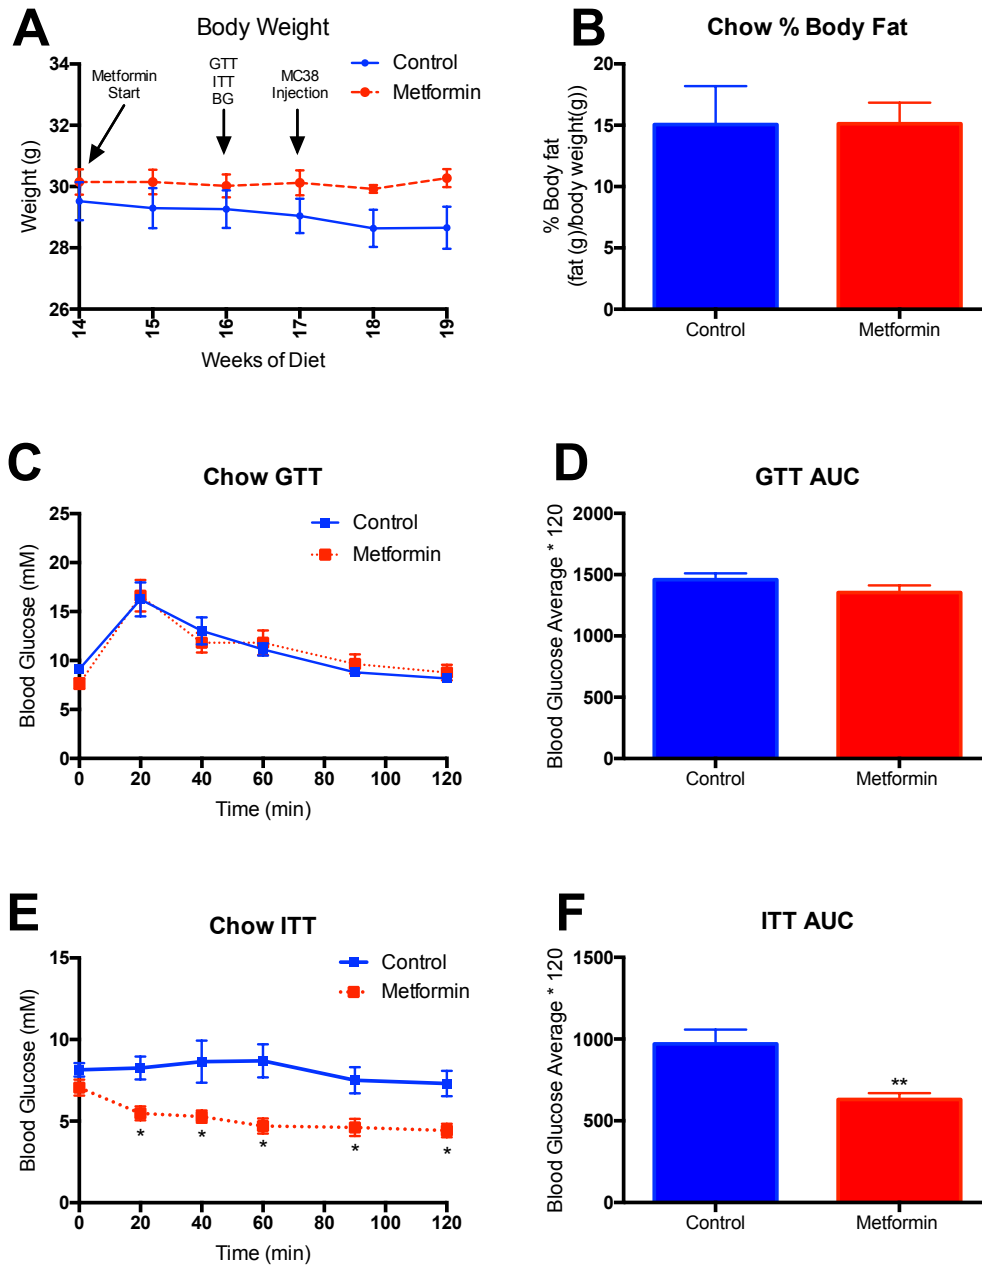 A
Body Weight
Control
Metformin
Metformin
Start
GTT
ITT
BG
MC38
Injection
Weight (g)
34
32
30
28
26
14
15
16
17
18
19
Weeks of Diet
B
Chow % Body Fat
% Body fat
(fat (g)/body weight(g))
20
15
10
5
0
Control
Metformin
C
Chow GTT
Control
Metformin
Blood Glucose (mM)
25
20
15
10
5
0
0 20 40 60 80 100 120
Time (min)
D
GTT AUC
Blood Glucose Average * 120
2000
1500
1000
500
0
Control
Metformin
E
Chow ITT
Control
Metformin
Blood Glucose (mM)
15
10
5
0
* * * * *
0 20 40 60 80 100 120
Time (min)
F
ITT AUC
Blood Glucose Average * 120
1500
1000
500
0
**
Control
Metformin